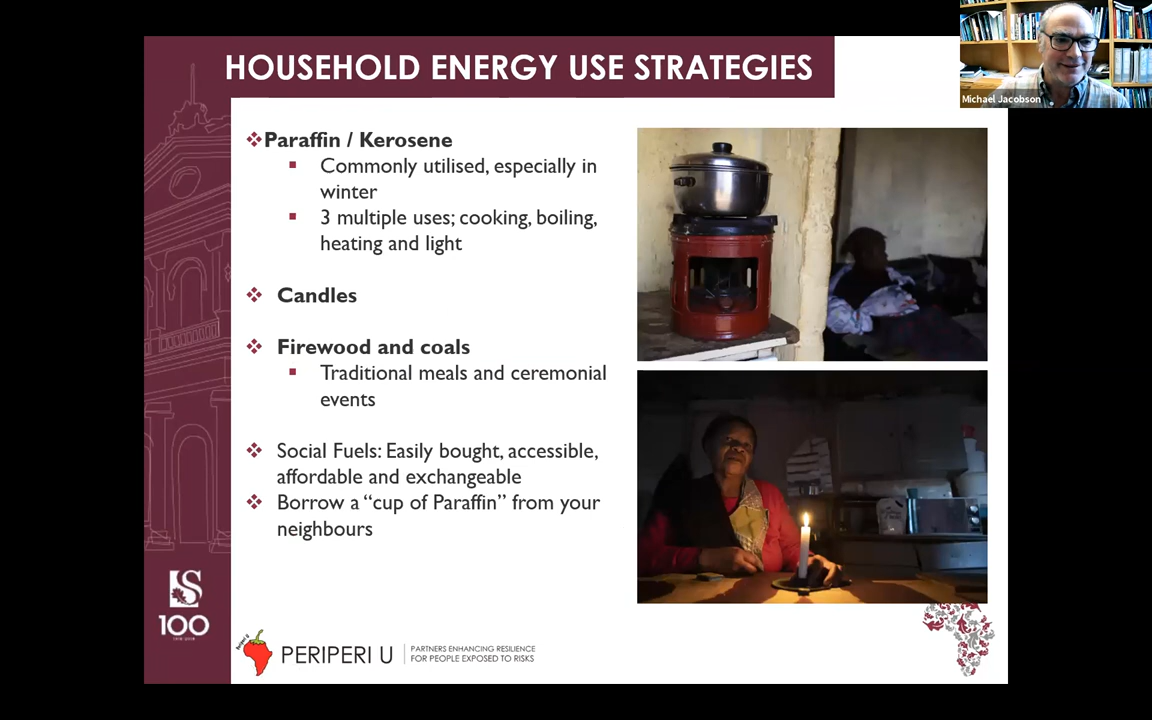 HOUSEHOLD ENERGY USE STRATEGIES
Michael Jacobson
Paraffin / Kerosene
Commonly utilised, especially in
winter
3 multiple uses; cooking, boiling,
heating and light
Candles
Firewood and coals
Traditional meals and ceremonial
events
Social Fuels: Easily bought, accessible,
affordable and exchangeable
Borrow a “cup of Paraffin” from your
neighbours
100
PERIPERI U
PARTNERS ENHANCING RESILIENCE
FOR PEOPLE EXPOSED TO RISKS